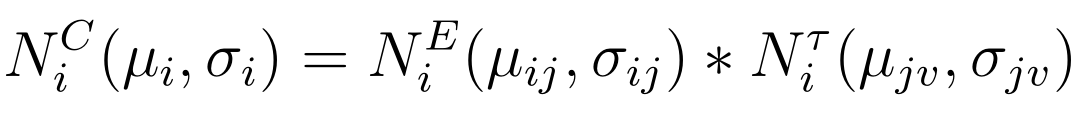 $N_i^C(\mu_i, \sigma_i) = N_i^E(\mu_{ij}, \sigma_{ij}) * N_i^\tau(\mu_{jv}, \sigma_{jv})$